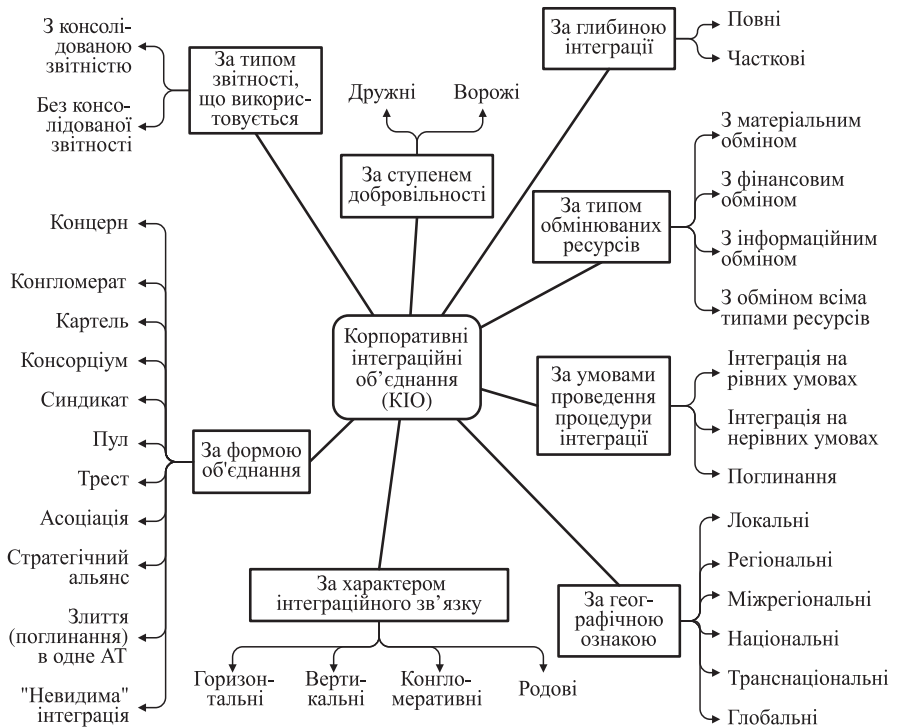 З консолі-
дованою
звітністю
Без консо-
лідованої
звітності
За типом
звітності,
що викорис-
товується
Дружні
Ворожі
За ступенем
добровільності
За глибиною
інтеграції
Повні
Часткові
За типом
обмінюваних
ресурсів
З матеріальним
обміном
З фінансовим
обміном
З інформаційним
обміном
З обміном всіма
типами ресурсів
Корпоративні
інтеграційні
об’єднання
(КІО)
За умовами
проведення
процедури
інтеграції
Інтеграція на
рівних умовах
Інтеграція на
нерівних умовах
Поглинання
Концерн
Конгломерат
Картель
Консорціум
Синдикат
Пул
Трест
Асоціація
Стратегічний
альянс
Злиття
(поглинання)
в одне АТ
"Невидима"
інтеграція
За формою
об'єднання
За характером
інтеграційного зв’язку
Горизон-
тальні
Верти-
кальні
Конгло-
меративні
Родові
За геог-
рафічною
ознакою
Локальні
Регіональні
Міжрегіональні
Національні
Транснаціональні
Глобальні